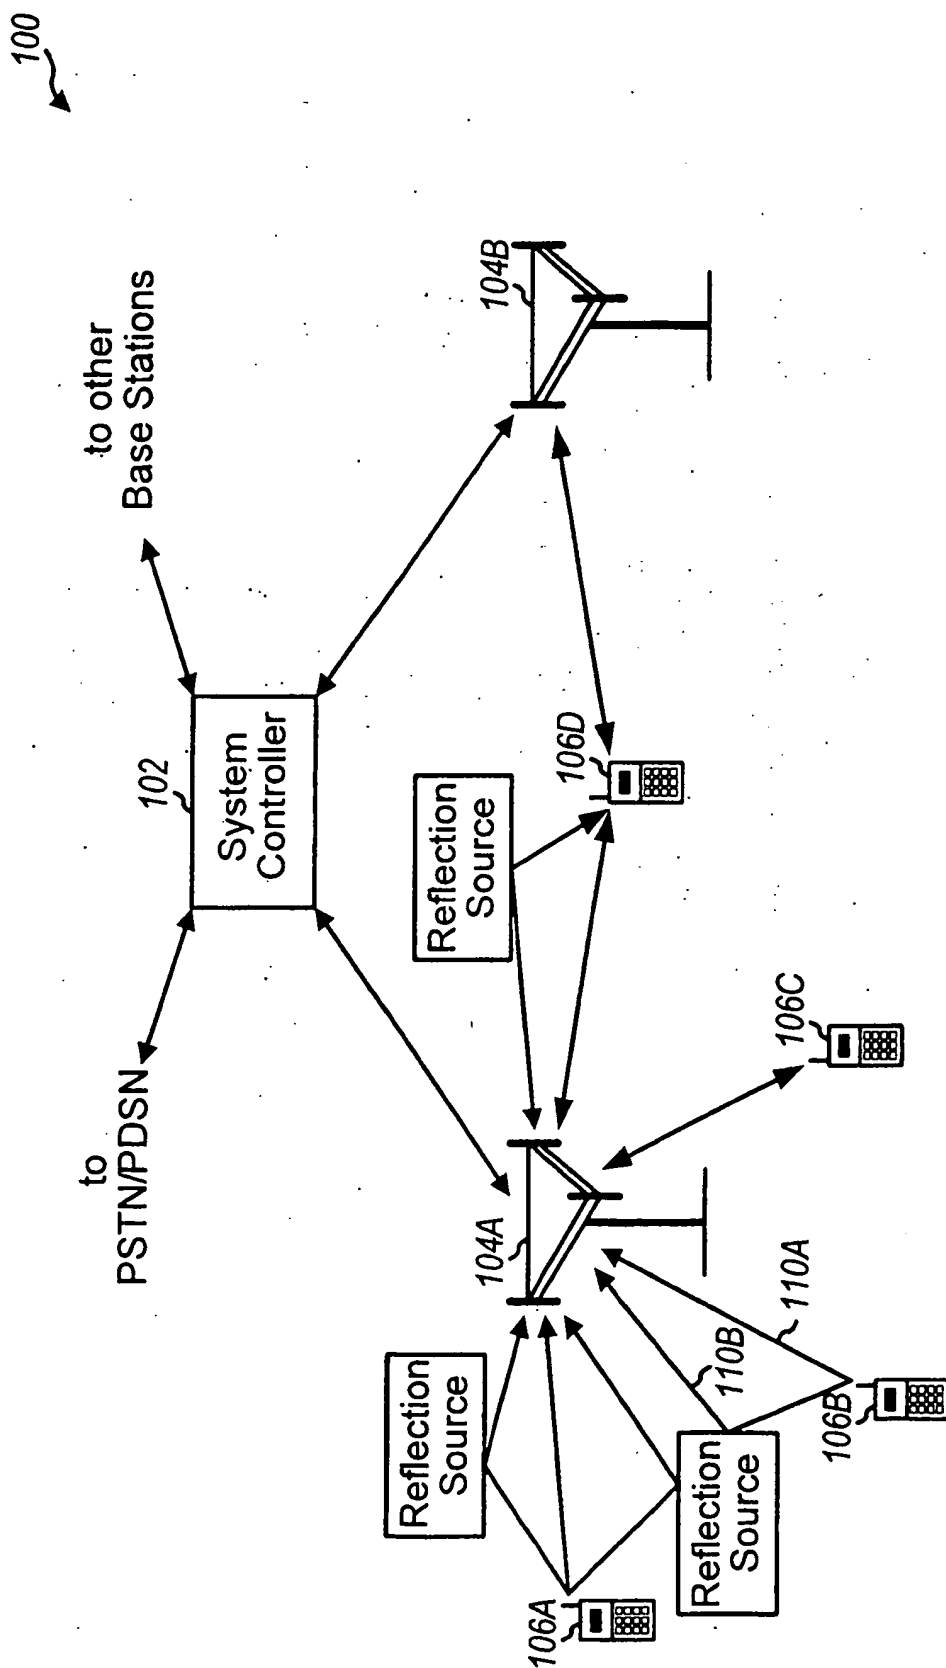 100
to other
Base Stations
to
PSTN/PDSN
102
System
Controller
104B
Reflection
Source
106D
104A
106C
Reflection
Source
110B
110A
106A
Reflection
Source
106B